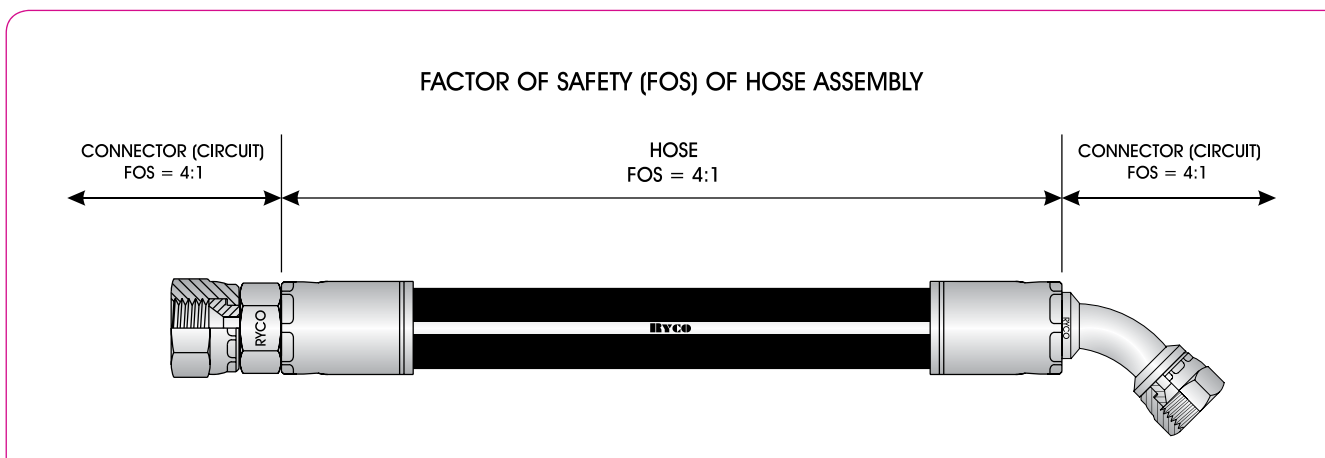 FACTOR OF SAFETY (FOS) OF HOSE ASSEMBLY
CONNECTOR (CIRCUIT)
FOS = 4:1
HOSE
FOS = 4:1
CONNECTOR (CIRCUIT)
FOS = 4:1
RYCO
RYCO
RYCO